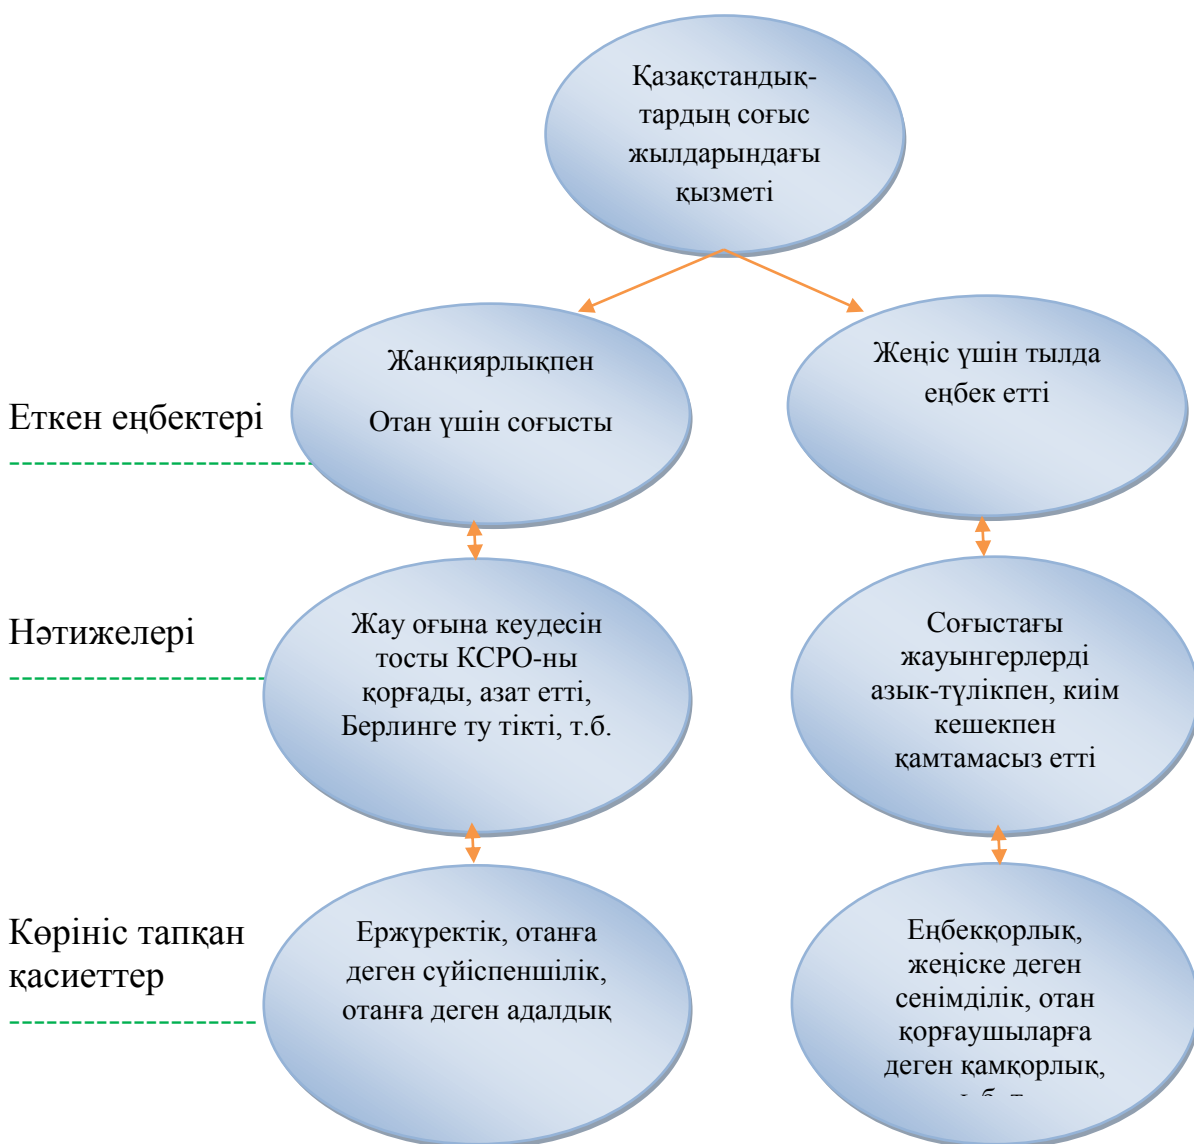 Қазақстандық-
тардың соғыс
жылдарындағы
қызметі
Жанқиярлықпен
Отан үшін соғысты
Жеңіс үшін тылда
еңбек етті
Еткен еңбектері
Нәтижелері
Жау оғына кеудесін
тосты КСРО-ны
қорғады, азат етті,
Берлинге ту тікті, т.б.
Соғыстағы
жауынгерлерді
азык-түлікпен, киім
кешекпен
қамтамасыз етті
Көрініс тапқан
қасиеттер
Ержүректік, отанға
деген сүйіспеншілік,
отанға деген адалдық
Еңбекқорлық,
жеңіске деген
сенімділік, отан
қорғаушыларға
деген қамқорлық,